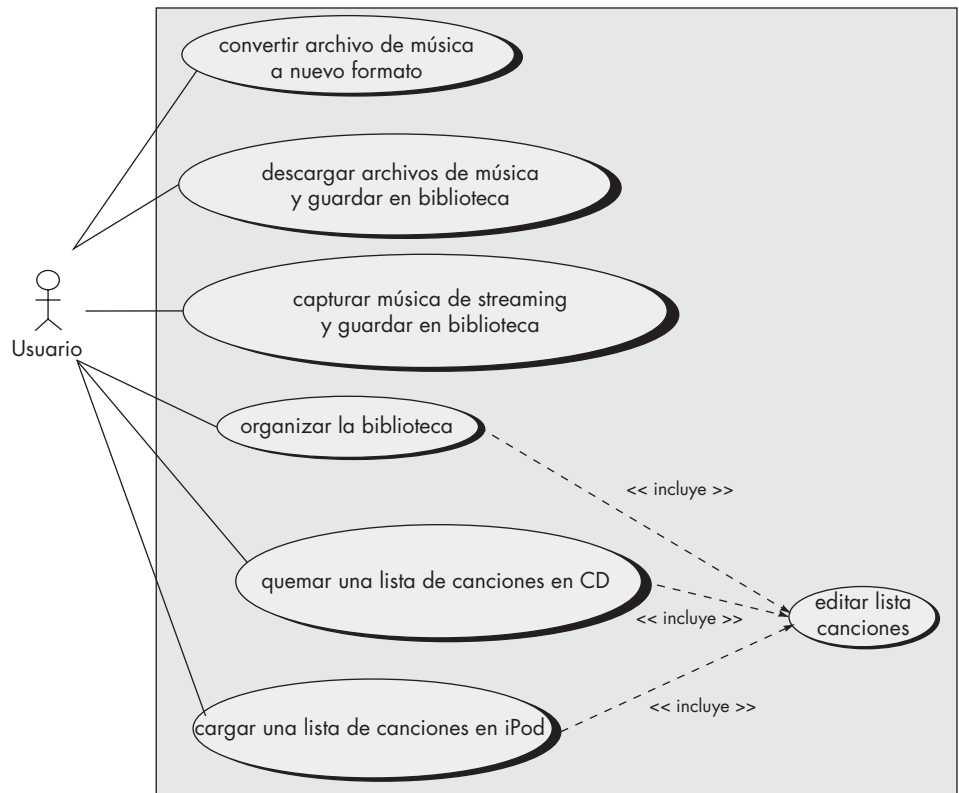 convertir archivo de música
a nuevo formato
descargar archivos de música
y guardar en biblioteca
capturar música de streaming
y guardar en biblioteca
Usuario
organizar la biblioteca
<< incluye >>
quemar una lista de canciones en CD
<< incluye >>
editar lista
canciones
<< incluye >>
cargar una lista de canciones en iPod